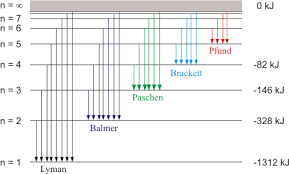 n = ∞ 0 kJ
n = 7
n = 6
n = 5
Pfund
n = 4 -82 kJ
Brackett
n = 3 -146 kJ
Paschen
n = 2 -328 kJ
Balmer
n = 1 -1312 kJ
Lyman